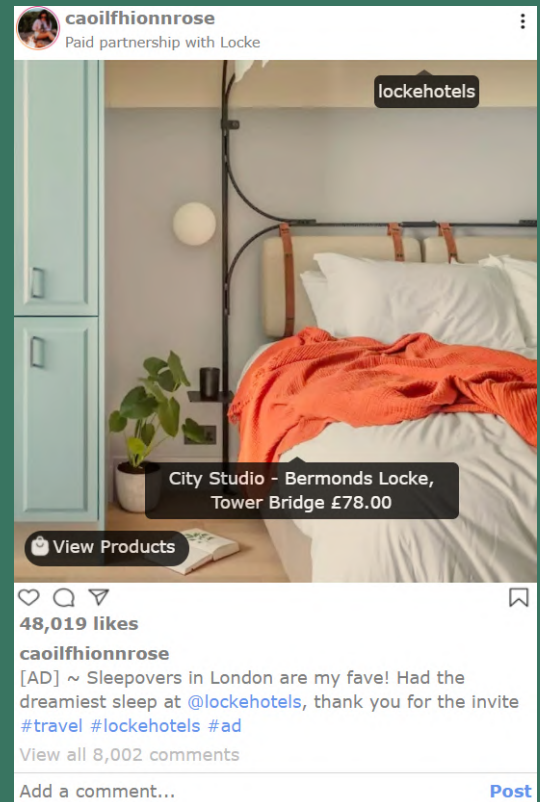 caoilfhionnrose
Paid partnership with Locke
lockehotels
City Studio - Bermonds Locke,
Tower Bridge £78.00
View Products
48,019 likes
caoilfhionnrose
[AD] ~ Sleepovers in London are my fave! Had the
dreamiest sleep at @lockehotels, thank you for the invite
#travel #lockehotels #ad
View all 8,002 comments
Add a comment...
Post